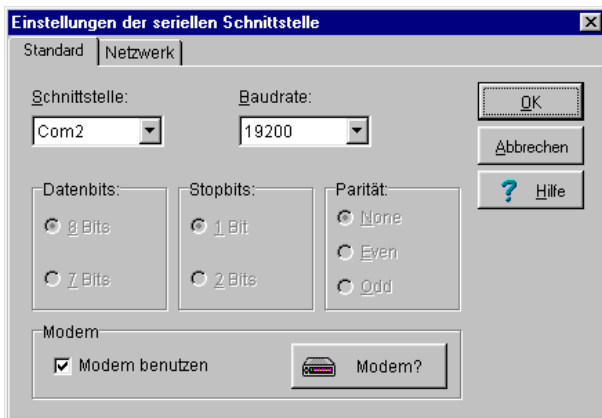 Einstellungen der seriellen Schnittstelle
Standard Netzwerk
Schnittstelle: Baudrate:
Com2 19200
OK
Abbrechen
Hilfe
Datenbits: Stopbits: Parität:
8 Bits 1 Bit None
Even
7 Bits 2 Bits Odd
Modem
Modem benutzen Modem?